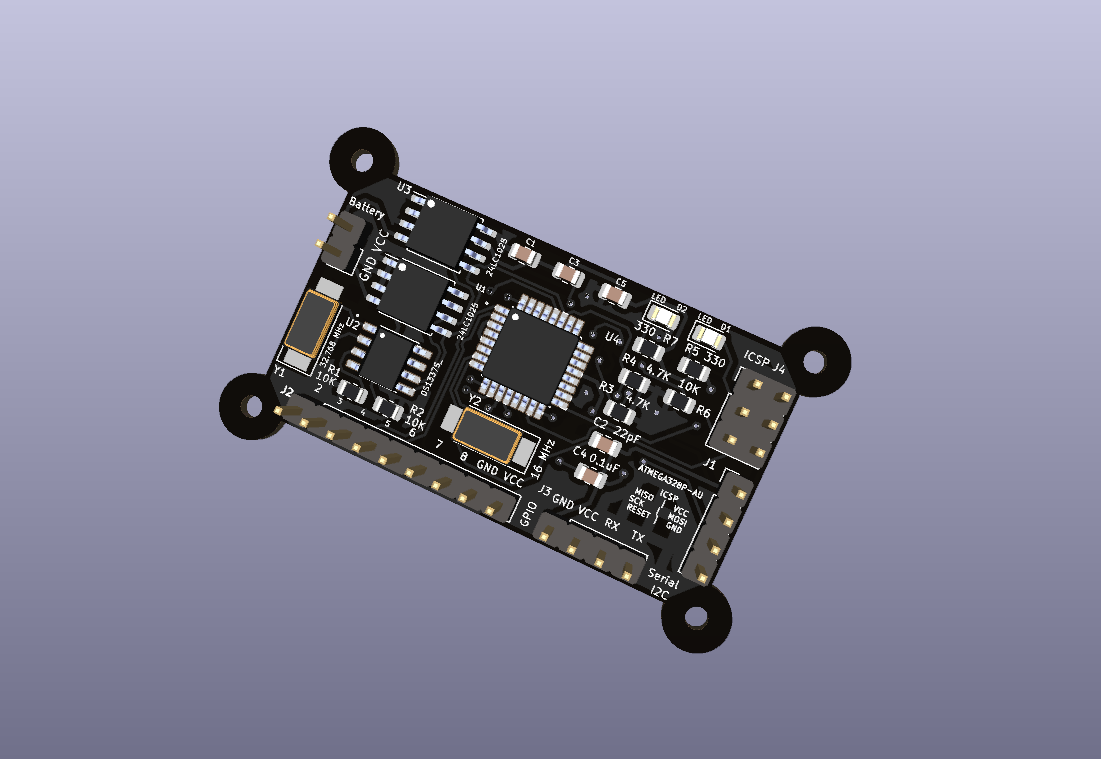 U3
Battery
GND VCC
24LC1025
C1
C3
C5
LED
D2
LED
D1
U1
24LC1025
U4
330 R7
R5 330
ICSP J4
U2
DS1337S
32.768 MHz
R4 4.7K
10K
R6
R3 4.7K
Y1
R1
10K
R2
10K
J2
2
3
4
5
6
7
8
GND VCC
GPIO
Y2
16 MHz
C2 22pF
C4 0.1uF
J1
ATMEGA328P-AU
ICSP
MISO
SCK
RESET
VCC
MOSI
GND
J3
GND
VCC
RX
TX
Serial
I2C